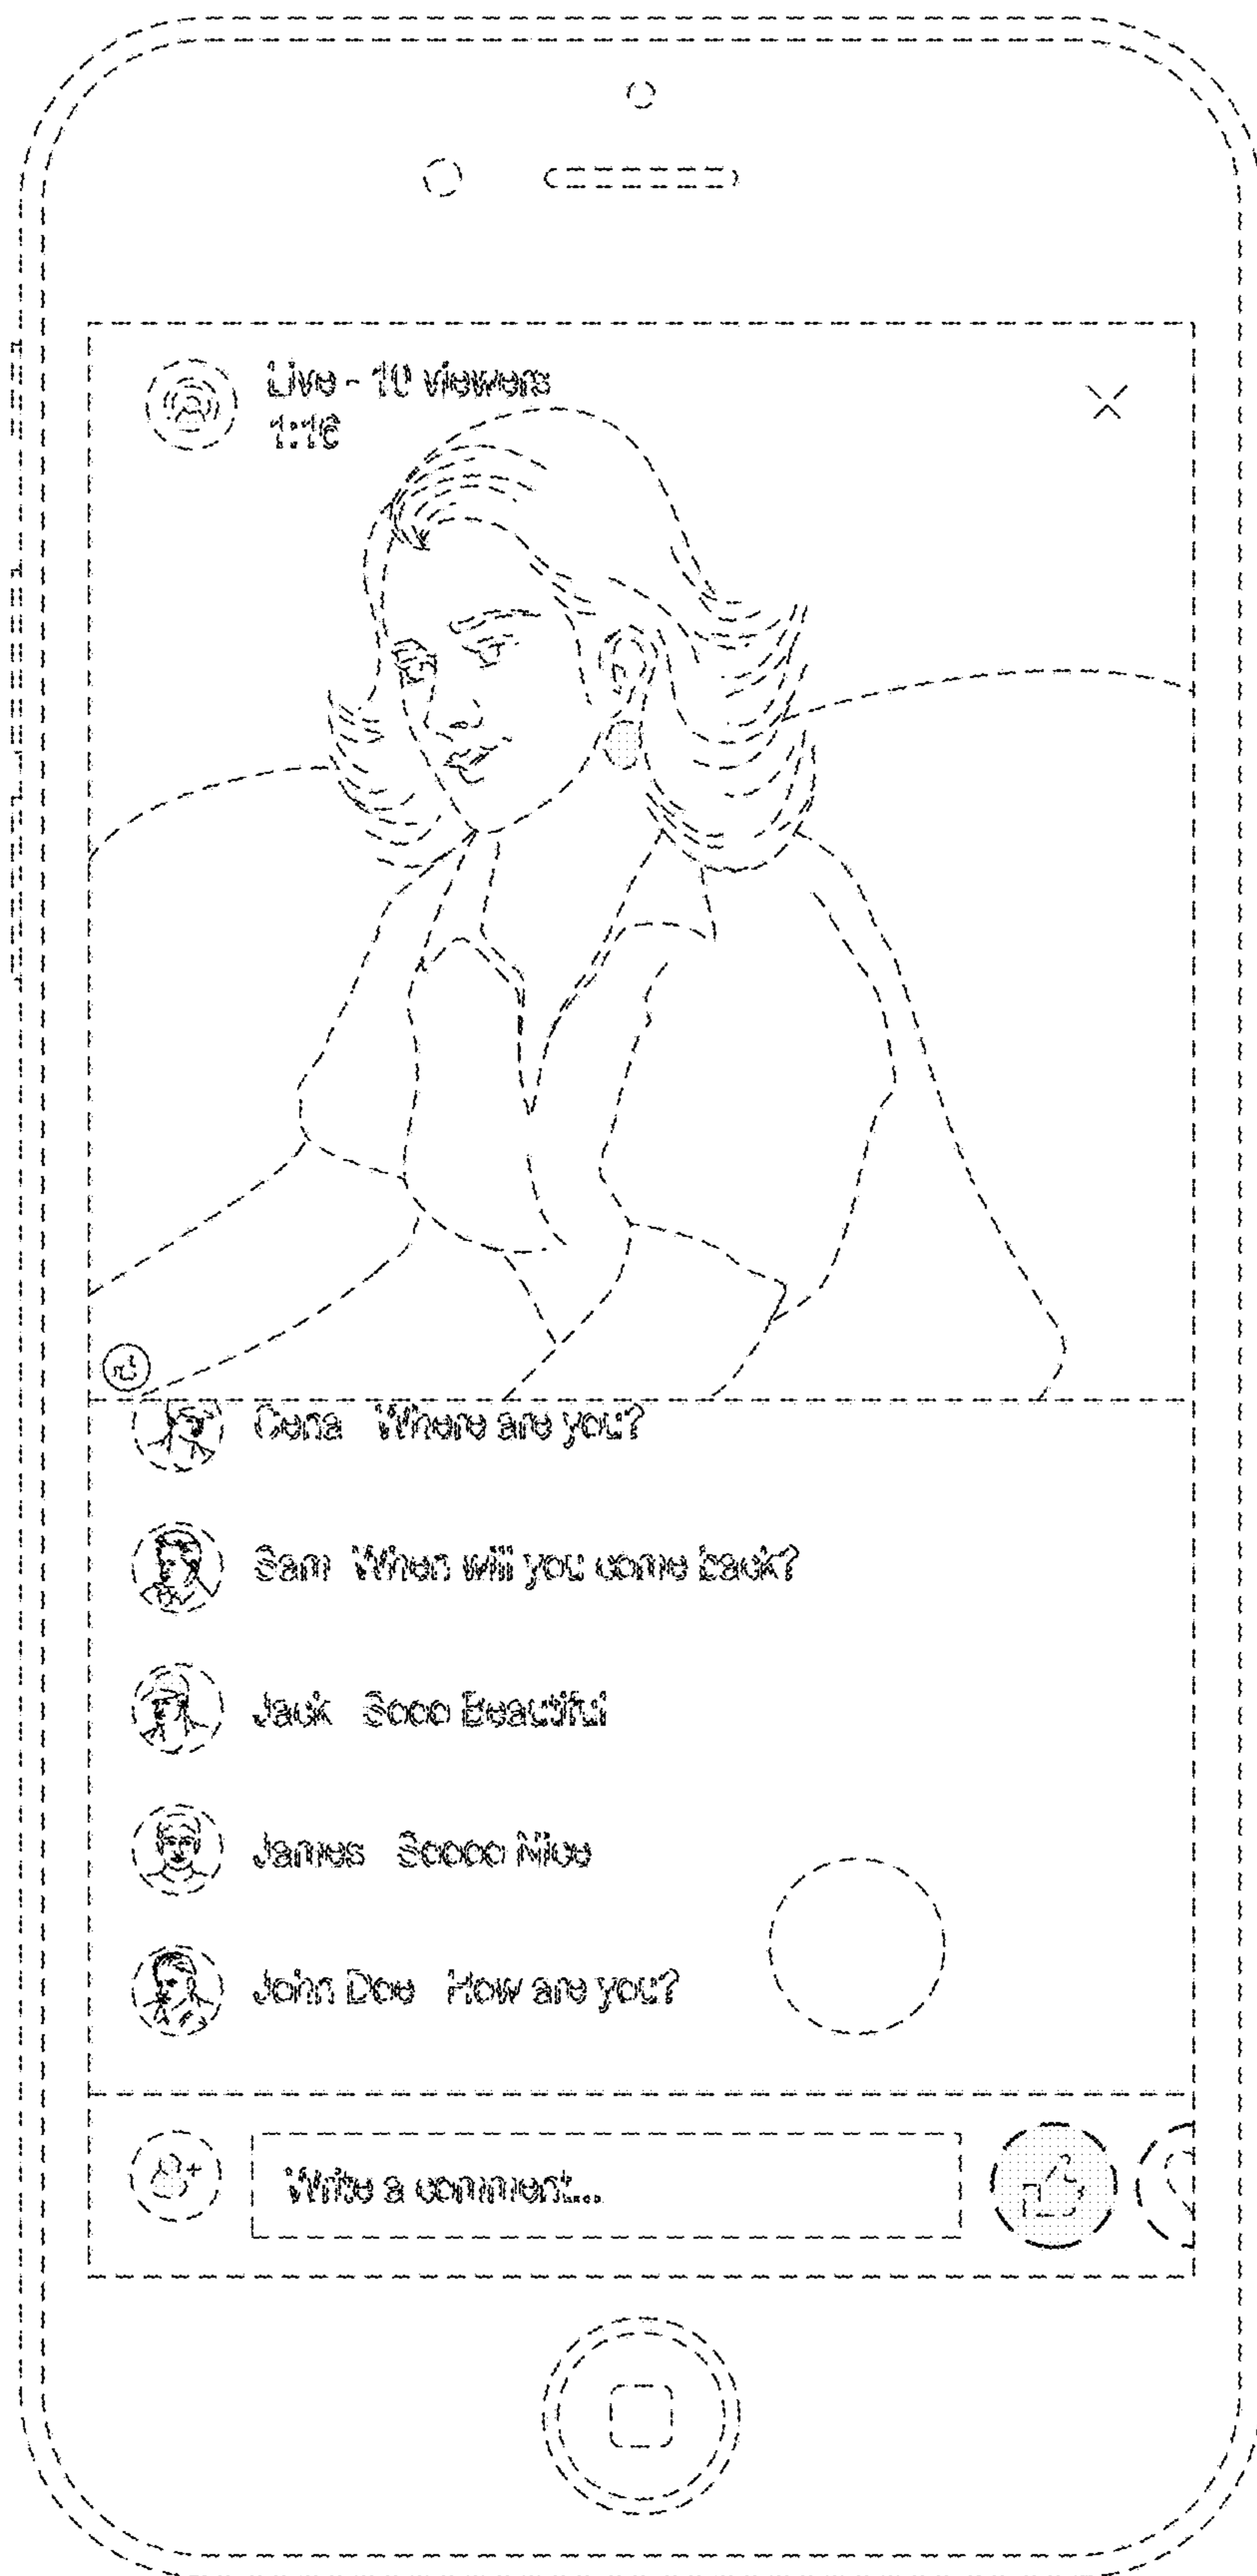 Live - 10 viewers
1:16
Cena Where are you?
Sam When will you come back?
Jack Sooo Beautiful
James Soooo Nice
John Doe How are you?
Write a comment...